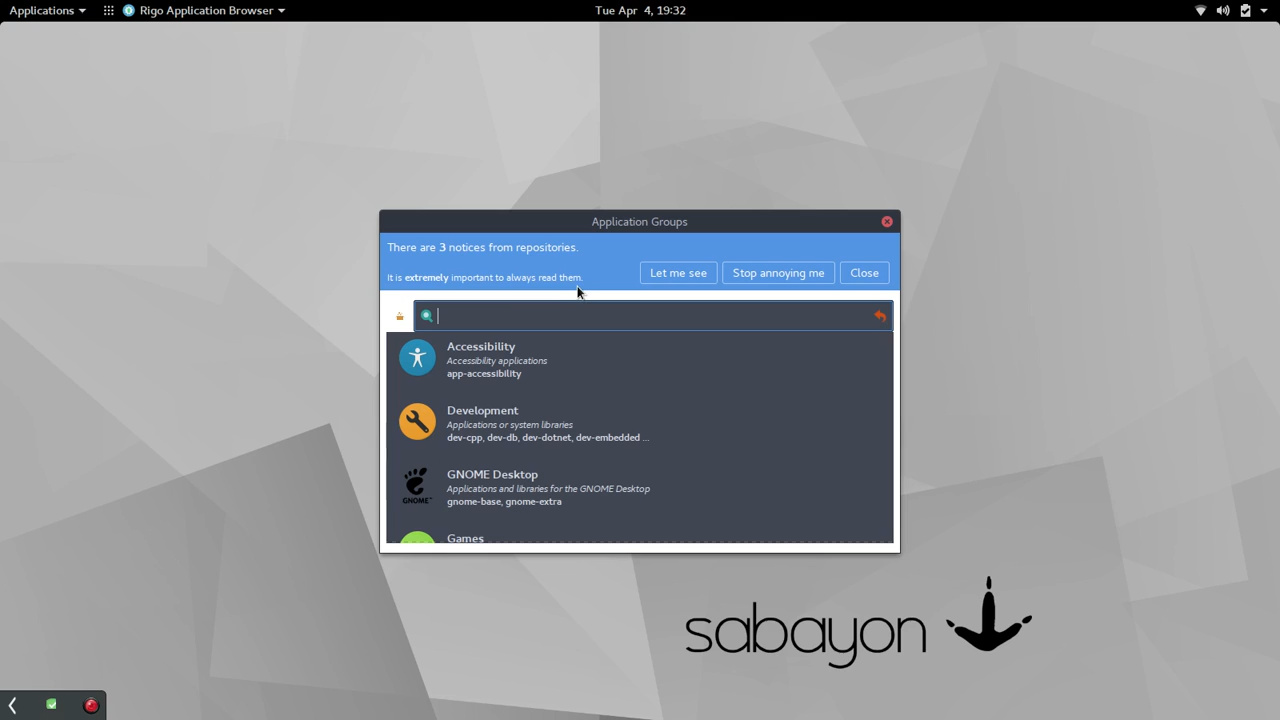 Applications
Rigo Application Browser
Tue Apr  4, 19:32
Application Groups
There are 3 notices from repositories.
It is extremely important to always read them.
Let me see
Stop annoying me
Close
Accessibility
Accessibility applications
app-accessibility
Development
Applications or system libraries
dev-cpp, dev-db, dev-dotnet, dev-embedded ...
GNOME™
GNOME Desktop
Applications and libraries for the GNOME Desktop
gnome-base, gnome-extra
Games
sabayon